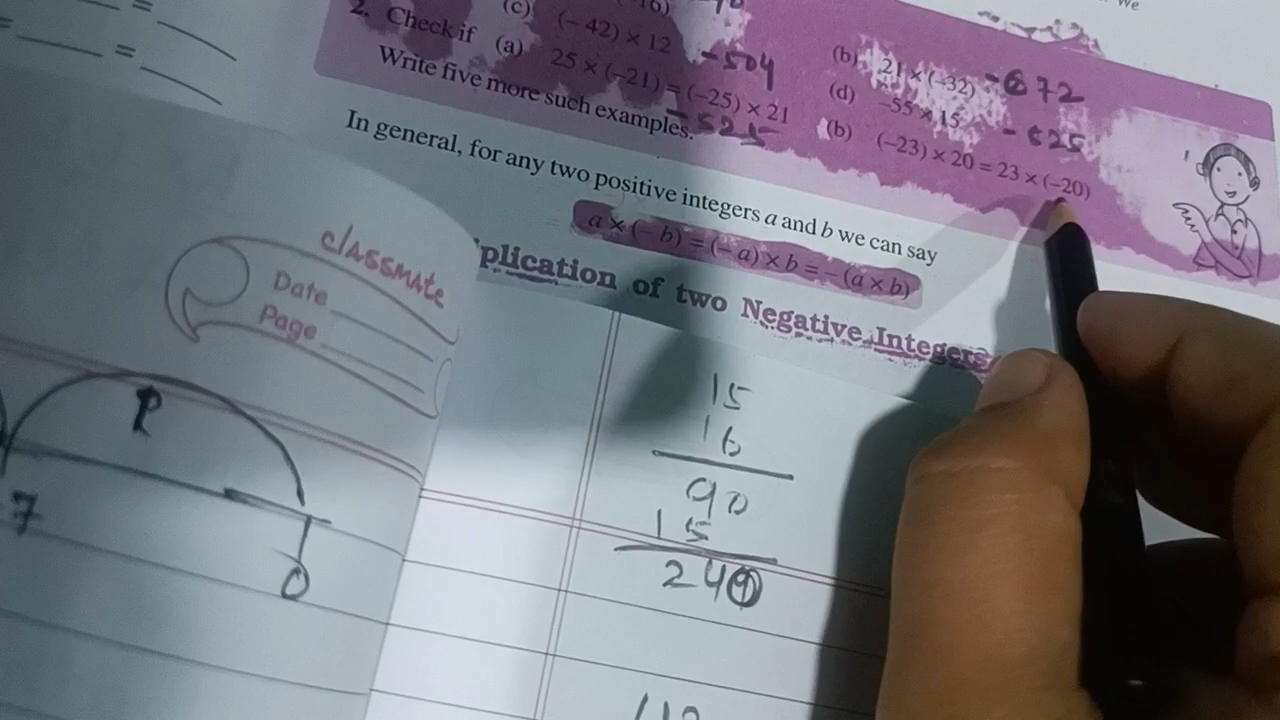 We
(c) (– 42) × 12 -504
(b) 21 × (–32) -672
(d) –55 × 15
2. Check if (a) 25 × (–21) = (–25) × 21
-525
(b) (–23) × 20 = 23 × (–20)
Write five more such examples.
In general, for any two positive integers a and b we can say
a × (– b) = (– a) × b = – (a × b)
plication of two Negative Integers
classmate
Date
Page
P
-7
0
15
16
90
15
240